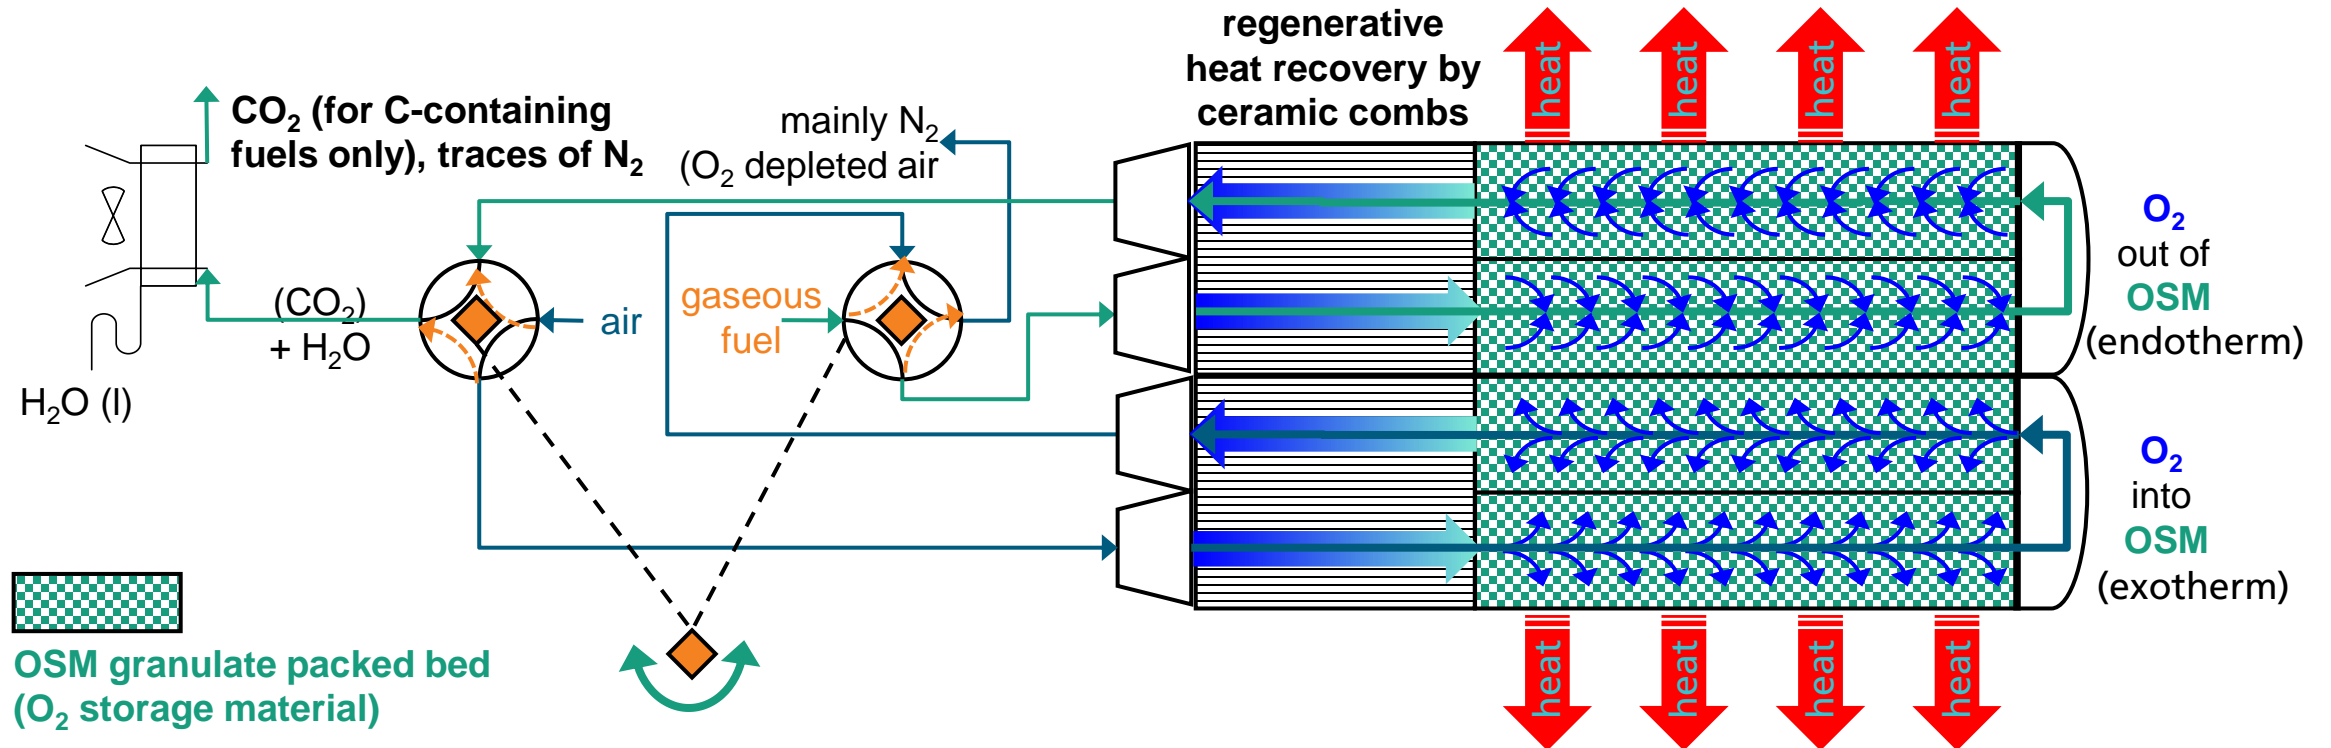 regenerative
heat recovery by
ceramic combs
heat
heat
heat
heat
CO₂ (for C-containing
fuels only), traces of N₂
mainly N₂
(O₂ depleted air
O₂
out of
OSM
(endotherm)
(CO₂)
+ H₂O
air
gaseous
fuel
H₂O (l)
O₂
into
OSM
(exotherm)
OSM granulate packed bed
(O₂ storage material)
heat
heat
heat
heat